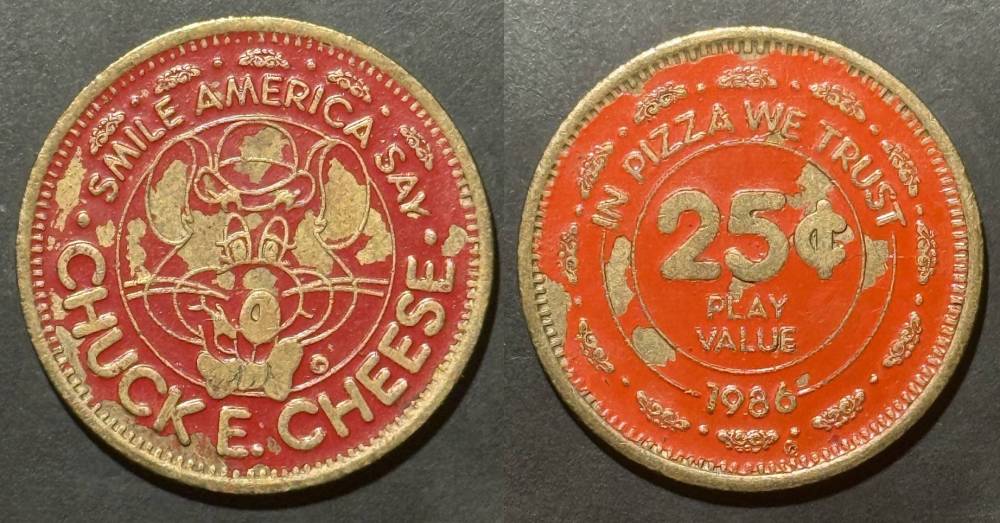 SMILE AMERICA SAY
CHUCK E. CHEESE
IN PIZZA WE TRUST
25¢
PLAY
VALUE
1986